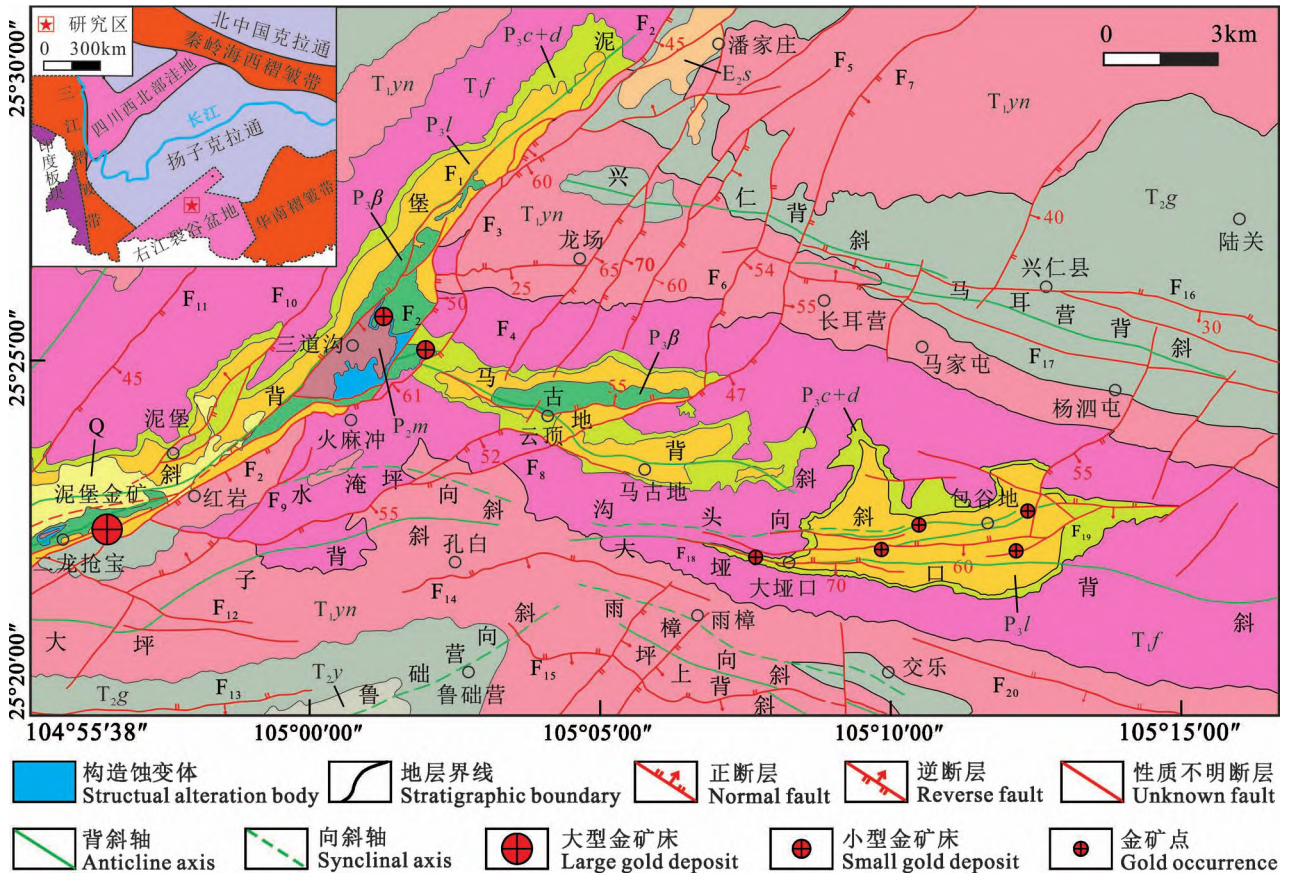 研究区
0 300km
北中国克拉通
秦岭海西褶皱带
四川西北部洼地
三江褶皱带
印度板块
长江
扬子克拉通
右江裂谷盆地
华南褶皱带
0 3km
25°30′00″
25°25′00″
25°20′00″
泥
堡
背
斜
P₃c+d
F₂
45
潘家庄
E₂s
F₅
F₇
T₁yn
T₁f
T₁yn
P₃l
F₁
60
P₃β
F₃
T₁yn
兴
仁
背
斜
40
T₂g
陆关
龙场
65
70
60
54
F₆
55
25
50
兴仁县
F₁₆
30
马
耳
营
背
斜
长耳营
马家屯
F₁₇
杨泗屯
F₁₁
F₁₀
F₂
F₄
三道沟
P₃β
45
61
P₂m
马
古
地
背
斜
55
47
云顶
马古地
P₃c+d
泥堡
Q
火麻冲
52
F₈
55
泥堡金矿
红岩
F₂
F₉
水
淹
坪
向
斜
55
沟
头
向
斜
包谷地
F₁₉
龙抢宝
孔白
大
坪
子
背
斜
大
垭
口
背
斜
F₁₈
大垭口
70
60
P₃l
T₁f
F₁₂
T₁yn
F₁₄
雨樟
雨
樟
向
斜
坪
上
背
斜
交乐
F₂₀
T₂g
F₁₃
T₂y
鲁
础
营
向
斜
鲁础营
F₁₅
104°55′38″ 105°00′00″ 105°05′00″ 105°10′00″ 105°15′00″
构造蚀变体
Structual alteration body
地层界线
Stratigraphic boundary
正断层
Normal fault
逆断层
Reverse fault
性质不明断层
Unknown fault
背斜轴
Anticline axis
向斜轴
Synclinal axis
大型金矿床
Large gold deposit
小型金矿床
Small gold deposit
金矿点
Gold occurrence